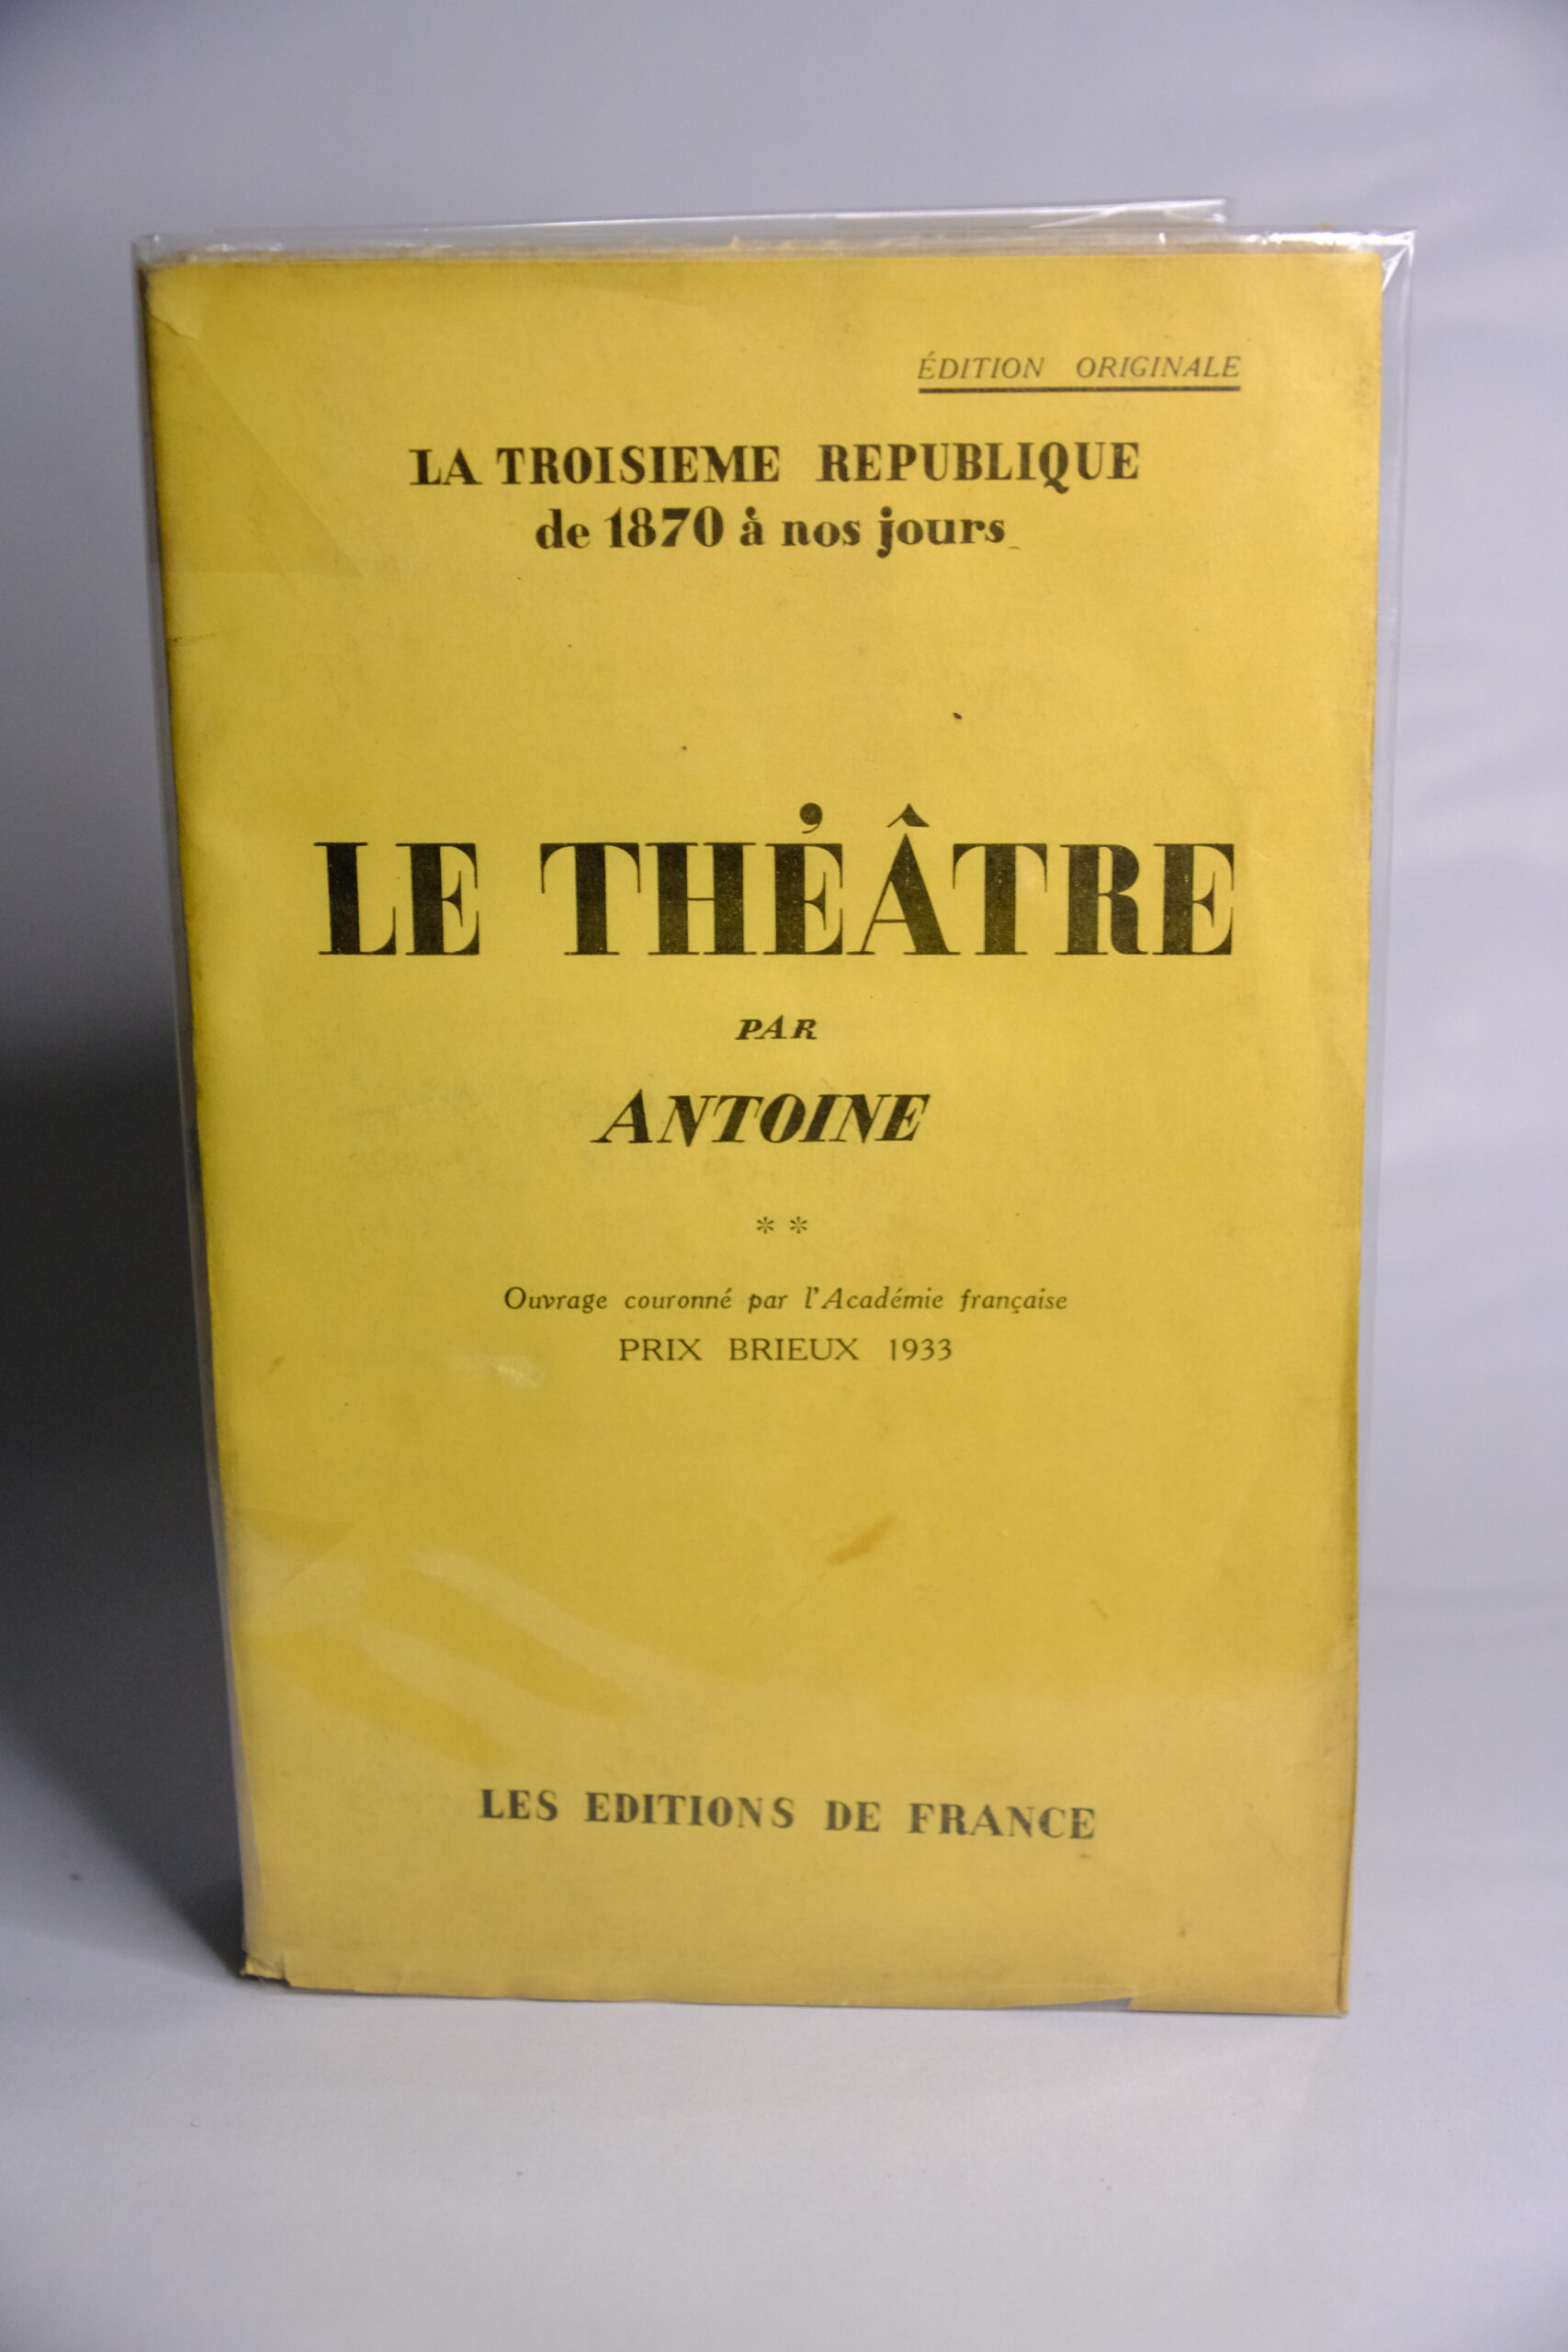 ÉDITION ORIGINALE
LA TROISIEME REPUBLIQUE
de 1870 à nos jours
LE THÉÂTRE
PAR
ANTOINE
* *
Ouvrage couronné par l'Académie française
PRIX BRIEUX 1933
LES EDITIONS DE FRANCE